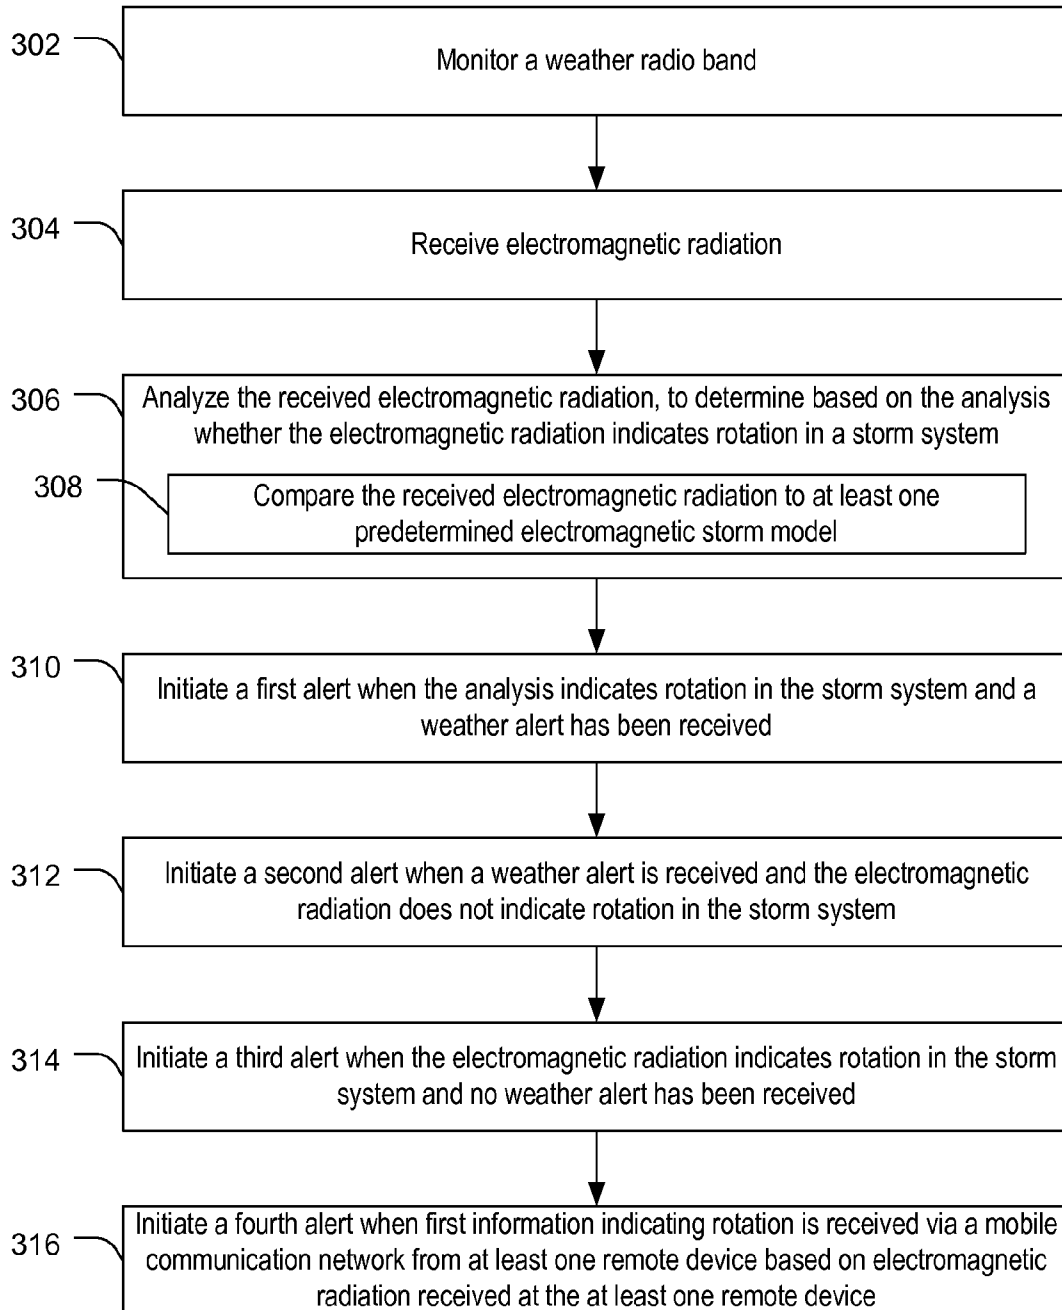 302
Monitor a weather radio band
304
Receive electromagnetic radiation
306
Analyze the received electromagnetic radiation, to determine based on the analysis
whether the electromagnetic radiation indicates rotation in a storm system
308
Compare the received electromagnetic radiation to at least one
predetermined electromagnetic storm model
310
Initiate a first alert when the analysis indicates rotation in the storm system and a
weather alert has been received
312
Initiate a second alert when a weather alert is received and the electromagnetic
radiation does not indicate rotation in the storm system
314
Initiate a third alert when the electromagnetic radiation indicates rotation in the storm
system and no weather alert has been received
316
Initiate a fourth alert when first information indicating rotation is received via a mobile
communication network from at least one remote device based on electromagnetic
radiation received at the at least one remote device